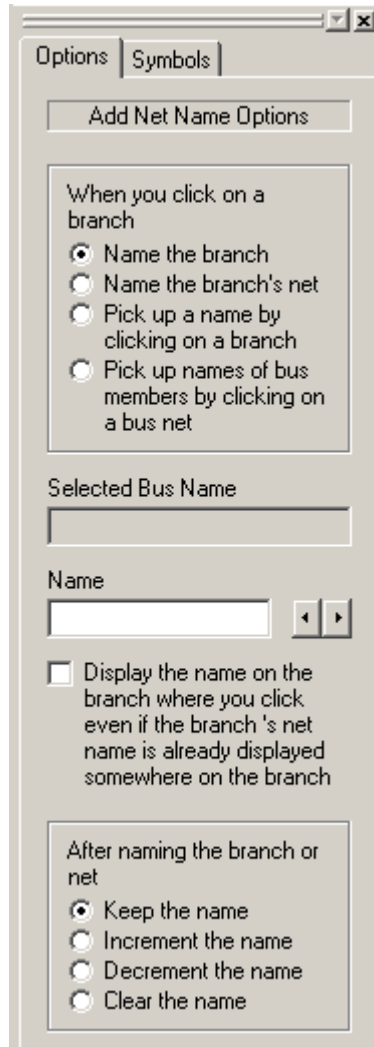 Options Symbols
Add Net Name Options
When you click on a
branch
Name the branch
Name the branch's net
Pick up a name by
clicking on a branch
Pick up names of bus
members by clicking on
a bus net
Selected Bus Name
Name
Display the name on the
branch where you click
even if the branch 's net
name is already displayed
somewhere on the branch
After naming the branch or
net
Keep the name
Increment the name
Decrement the name
Clear the name